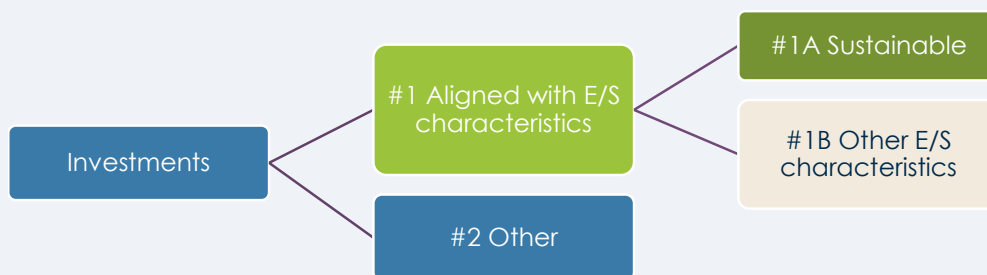 Investments
#1 Aligned with E/S
characteristics
#2 Other
#1A Sustainable
#1B Other E/S
characteristics